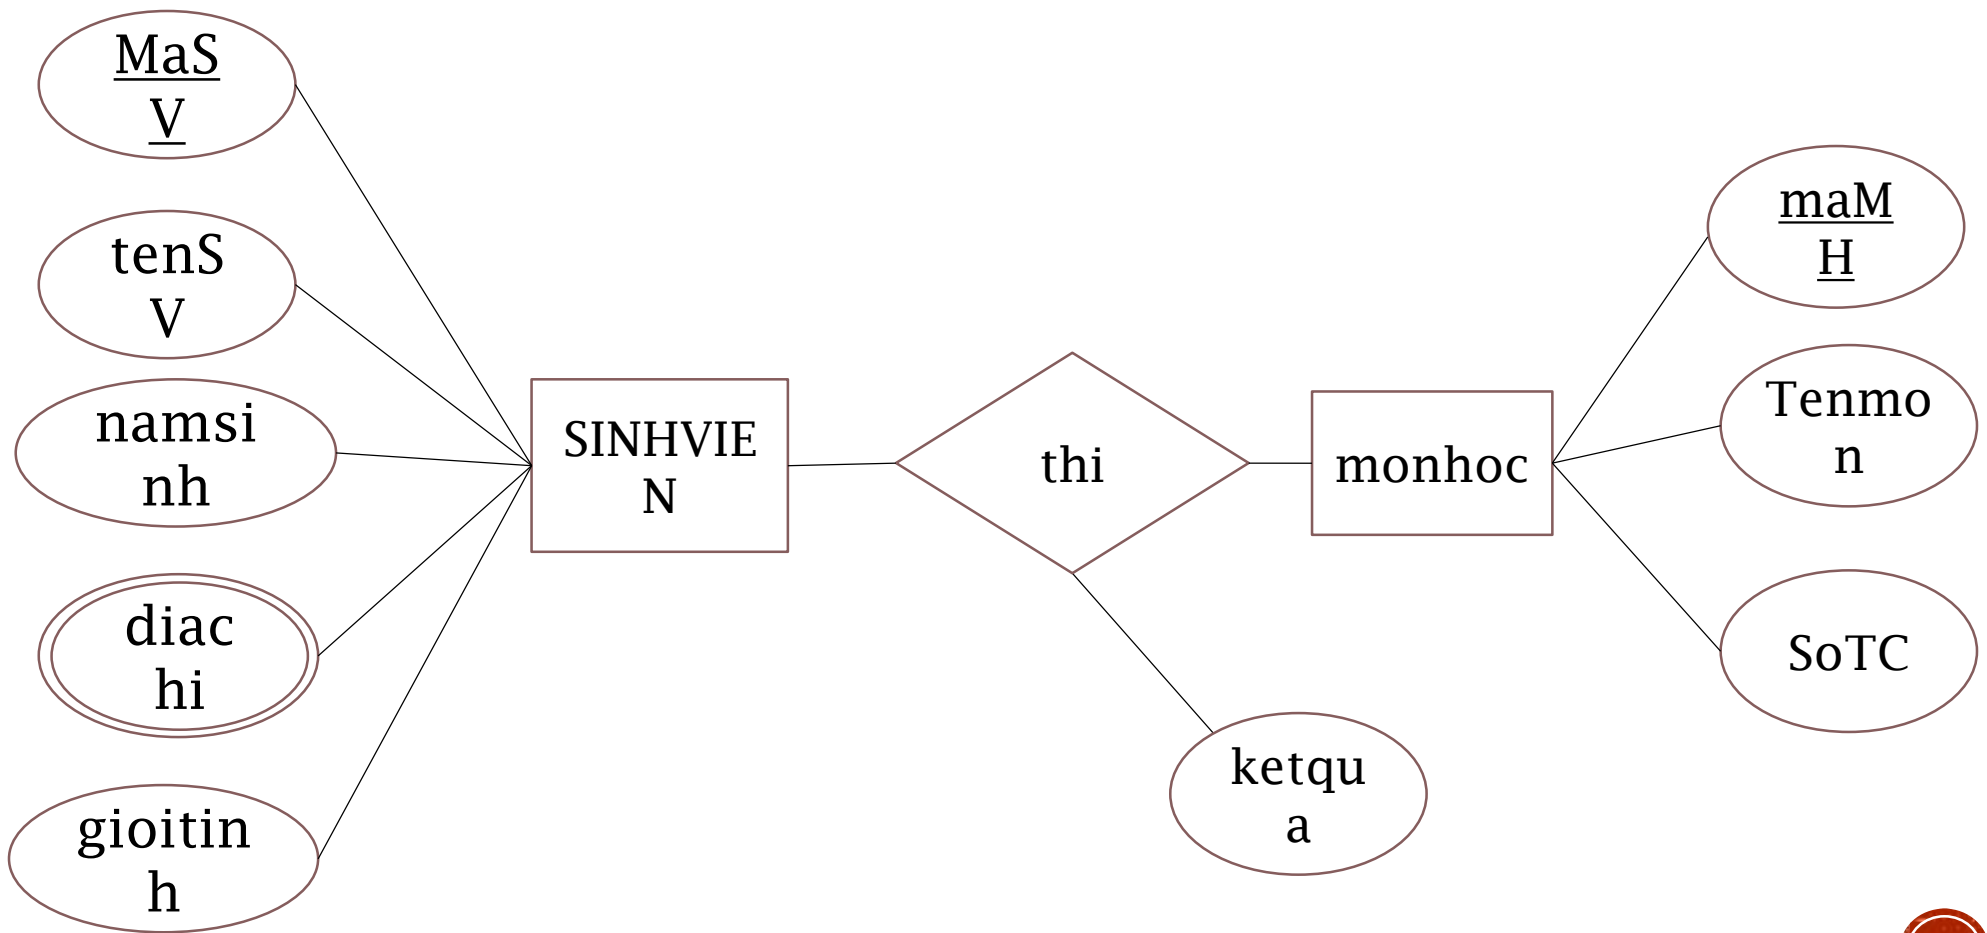 MaS
V
tenS
V
namsi
nh
diac
hi
gioitin
h
SINHVIE
N
thi
ketqu
a
monhoc
maM
H
Tenmo
n
SoTC